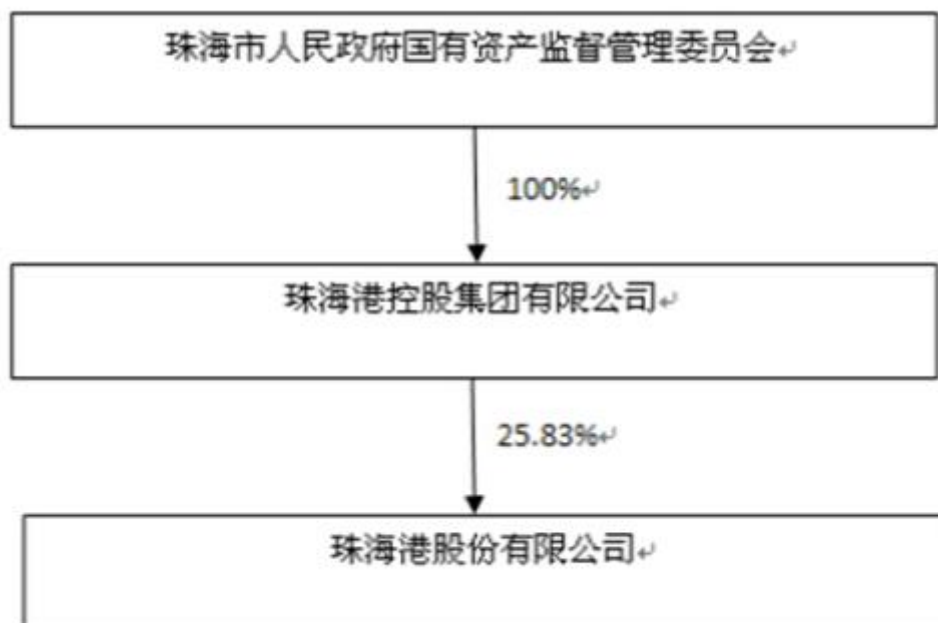 珠海市人民政府国有资产监督管理委员会
100%
珠海港控股集团有限公司
25.83%
珠海港股份有限公司